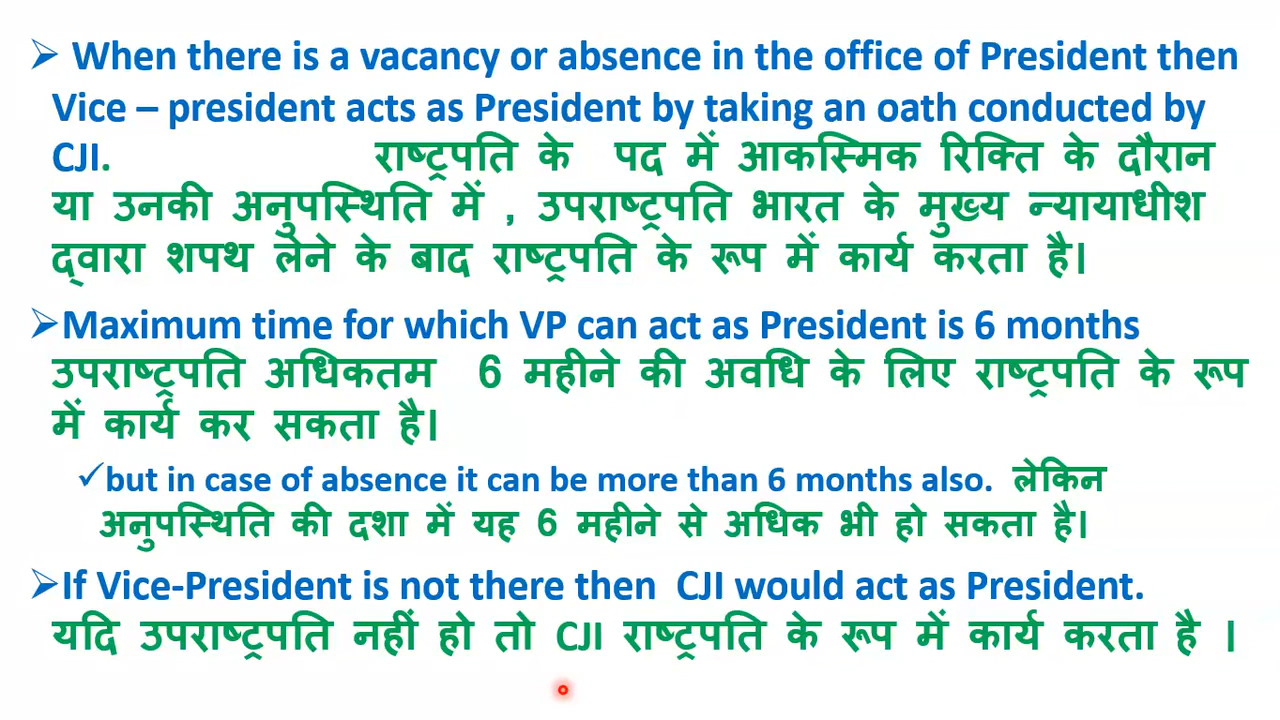 ➢ When there is a vacancy or absence in the office of President then
Vice – president acts as President by taking an oath conducted by
CJI. राष्ट्रपति के पद में आकस्मिक रिक्ति के दौरान
या उनकी अनुपस्थिति में , उपराष्ट्रपति भारत के मुख्य न्यायाधीश
द्वारा शपथ लेने के बाद राष्ट्रपति के रूप में कार्य करता है।
➢Maximum time for which VP can act as President is 6 months
उपराष्ट्रपति अधिकतम 6 महीने की अवधि के लिए राष्ट्रपति के रूप
में कार्य कर सकता है।
✓but in case of absence it can be more than 6 months also. लेकिन
अनुपस्थिति की दशा में यह 6 महीने से अधिक भी हो सकता है।
➢If Vice-President is not there then CJI would act as President.
यदि उपराष्ट्रपति नहीं हो तो CJI राष्ट्रपति के रूप में कार्य करता है ।